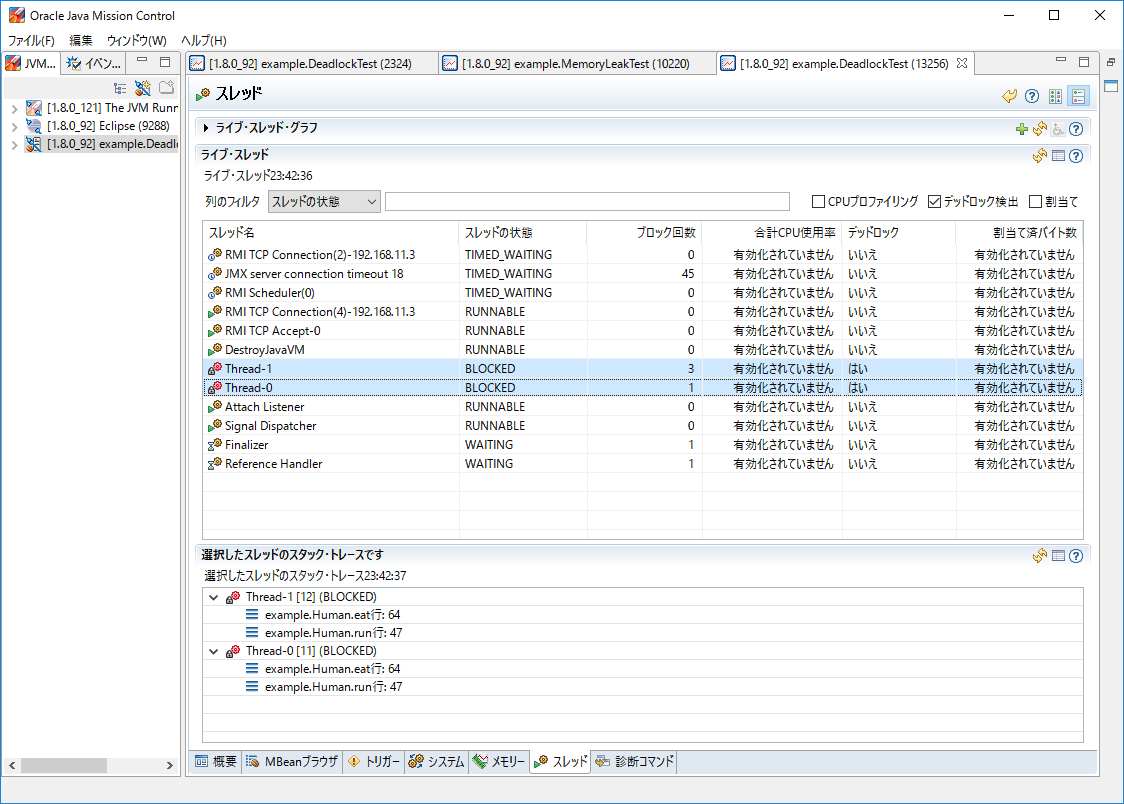 Oracle Java Mission Control
ファイル(F) 編集 ウィンドウ(W) ヘルプ(H)
JVM... イベン...
[1.8.0_92] example.DeadlockTest (2324) [1.8.0_92] example.MemoryLeakTest (10220) [1.8.0_92] example.DeadlockTest (13256)
[1.8.0_121] The JVM Runn
[1.8.0_92] Eclipse (9288)
[1.8.0_92] example.Deadl
スレッド
ライブ・スレッド・グラフ
ライブ・スレッド
ライブ・スレッド23:42:36
列のフィルタ スレッドの状態 CPUプロファイリング デッドロック検出 割当て
スレッド名 スレッドの状態 ブロック回数 合計CPU使用率 デッドロック 割当て済バイト数
RMI TCP Connection(2)-192.168.11.3 TIMED_WAITING 0 有効化されていません いいえ 有効化されていません
JMX server connection timeout 18 TIMED_WAITING 45 有効化されていません いいえ 有効化されていません
RMI Scheduler(0) TIMED_WAITING 0 有効化されていません いいえ 有効化されていません
RMI TCP Connection(4)-192.168.11.3 RUNNABLE 0 有効化されていません いいえ 有効化されていません
RMI TCP Accept-0 RUNNABLE 0 有効化されていません いいえ 有効化されていません
DestroyJavaVM RUNNABLE 0 有効化されていません いいえ 有効化されていません
Thread-1 BLOCKED 3 有効化されていません はい 有効化されていません
Thread-0 BLOCKED 1 有効化されていません はい 有効化されていません
Attach Listener RUNNABLE 0 有効化されていません いいえ 有効化されていません
Signal Dispatcher RUNNABLE 0 有効化されていません いいえ 有効化されていません
Finalizer WAITING 1 有効化されていません いいえ 有効化されていません
Reference Handler WAITING 1 有効化されていません いいえ 有効化されていません
選択したスレッドのスタック・トレースです
選択したスレッドのスタック・トレース23:42:37
Thread-1 [12] (BLOCKED)
example.Human.eat行: 64
example.Human.run行: 47
Thread-0 [11] (BLOCKED)
example.Human.eat行: 64
example.Human.run行: 47
概要 MBeanブラウザ トリガー システム メモリー スレッド 診断コマンド